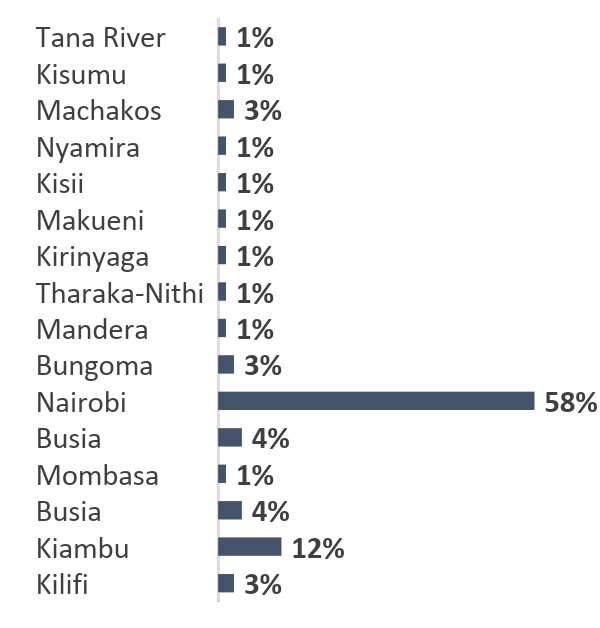 Tana River 1%
Kisumu 1%
Machakos 3%
Nyamira 1%
Kisii 1%
Makueni 1%
Kirinyaga 1%
Tharaka-Nithi 1%
Mandera 1%
Bungoma 3%
Nairobi 58%
Busia 4%
Mombasa 1%
Busia 4%
Kiambu 12%
Kilifi 3%